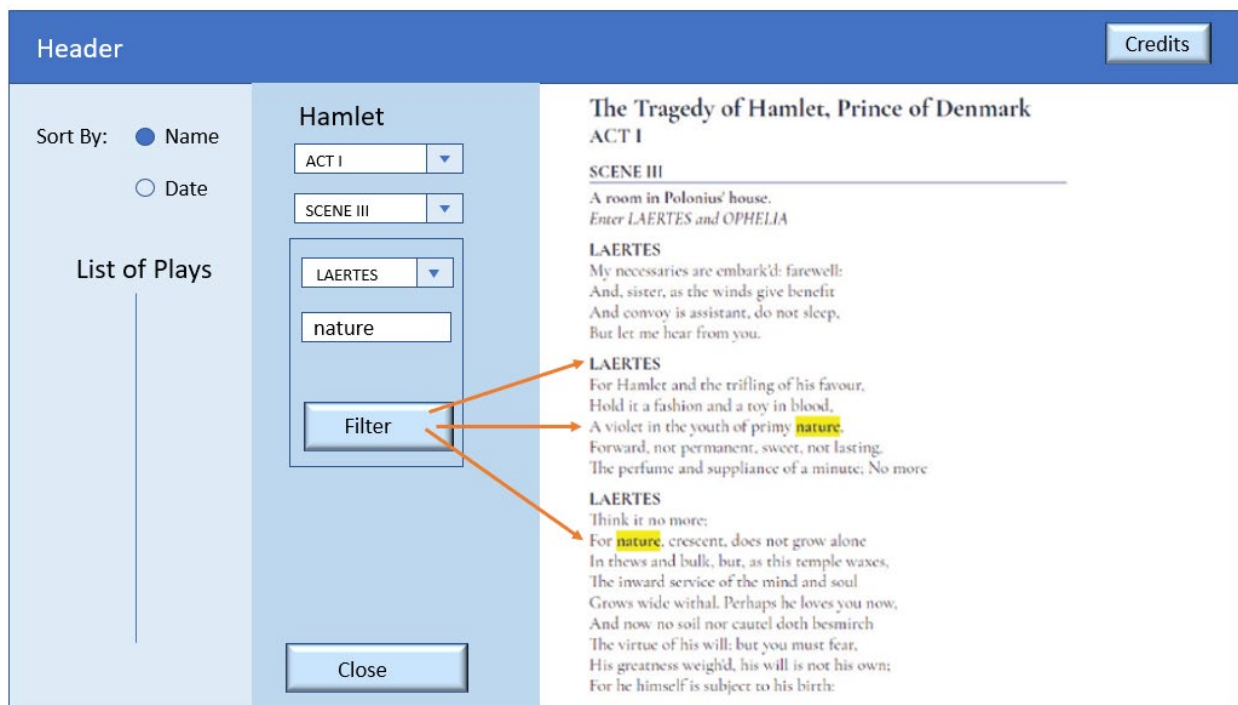 Header
Credits
Sort By:
Name
Date
List of Plays
Hamlet
ACT I
SCENE III
LAERTES
nature
Filter
Close
The Tragedy of Hamlet, Prince of Denmark
ACT I
SCENE III
A room in Polonius' house.
Enter LAERTES and OPHELIA
LAERTES
My necessaries are embark'd: farewell:
And, sister, as the winds give benefit
And convoy is assistant, do not sleep,
But let me hear from you.
LAERTES
For Hamlet and the trifling of his favour,
Hold it a fashion and a toy in blood,
A violet in the youth of primy nature,
Forward, not permanent, sweet, not lasting,
The perfume and suppliance of a minute; No more
LAERTES
Think it no more;
For nature, crescent, does not grow alone
In thews and bulk, but, as this temple waxes,
The inward service of the mind and soul
Grows wide withal. Perhaps he loves you now,
And now no soil nor cautel doth besmirch
The virtue of his will: but you must fear,
His greatness weigh'd, his will is not his own;
For he himself is subject to his birth: